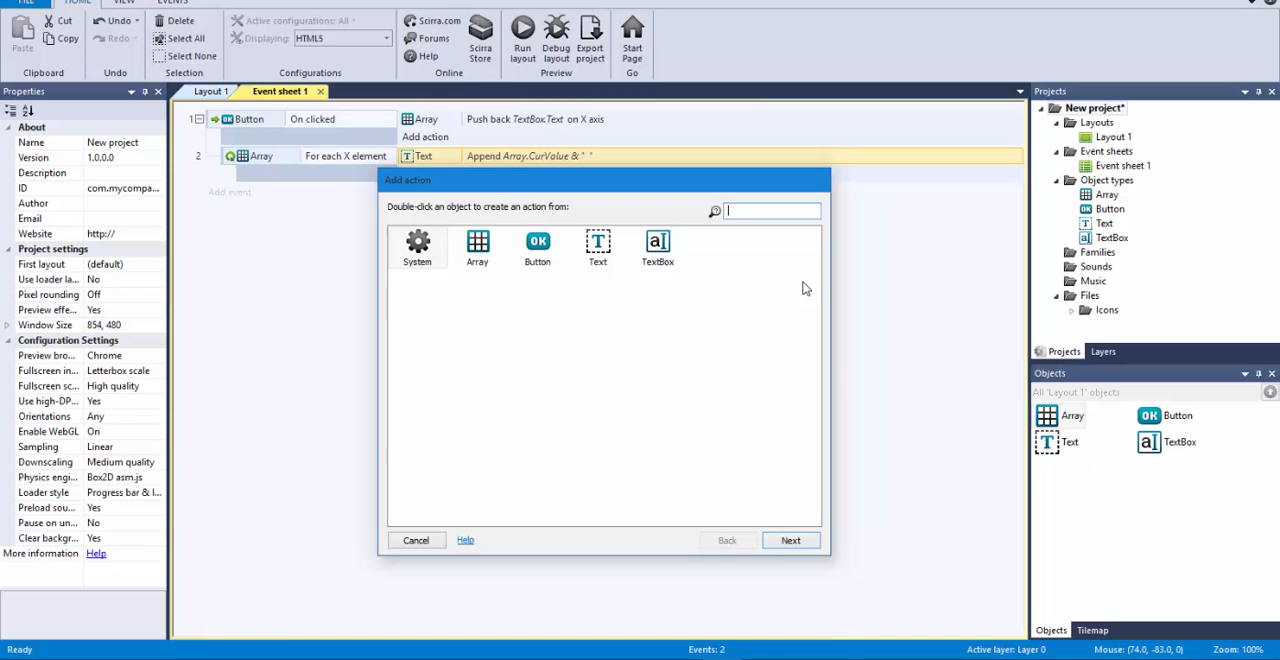 FILE HOME VIEW EVENTS
Paste Cut Copy Undo Redo Delete Select All Select None Active configurations: All Displaying: HTML5 Scirra.com Forums Help Scirra Store Run layout Debug layout Export project Start Page
Clipboard Undo Selection Configurations Online Preview Go
Properties
About
Name New project
Version 1.0.0.0
Description
ID com.mycompa...
Author
Email
Website http://
Project settings
First layout (default)
Use loader la... No
Pixel rounding Off
Preview effe... Yes
Window Size 854, 480
Configuration Settings
Preview bro... Chrome
Fullscreen in... Letterbox scale
Fullscreen sc... High quality
Use high-DP... Yes
Orientations Any
Enable WebGL On
Sampling Linear
Downscaling Medium quality
Physics engi... Box2D asm.js
Loader style Progress bar & l...
Preload sou... Yes
Pause on un... No
Clear backgr... Yes
More information Help
Layout 1 Event sheet 1
1 Button On clicked Array Push back TextBox.Text on X axis
Add action
2 Array For each X element Text Append Array.CurValue & " "
Add event
Add action
Double-click an object to create an action from:
System Array Button Text TextBox
Cancel Help Back Next
Projects
New project*
Layouts
Layout 1
Event sheets
Event sheet 1
Object types
Array
Button
Text
TextBox
Families
Sounds
Music
Files
Icons
Projects Layers
Objects
All 'Layout 1' objects
Array Button
Text TextBox
Objects Tilemap
Ready Events: 2 Active layer: Layer 0 Mouse: (74.0, -83.0, 0) Zoom: 100%